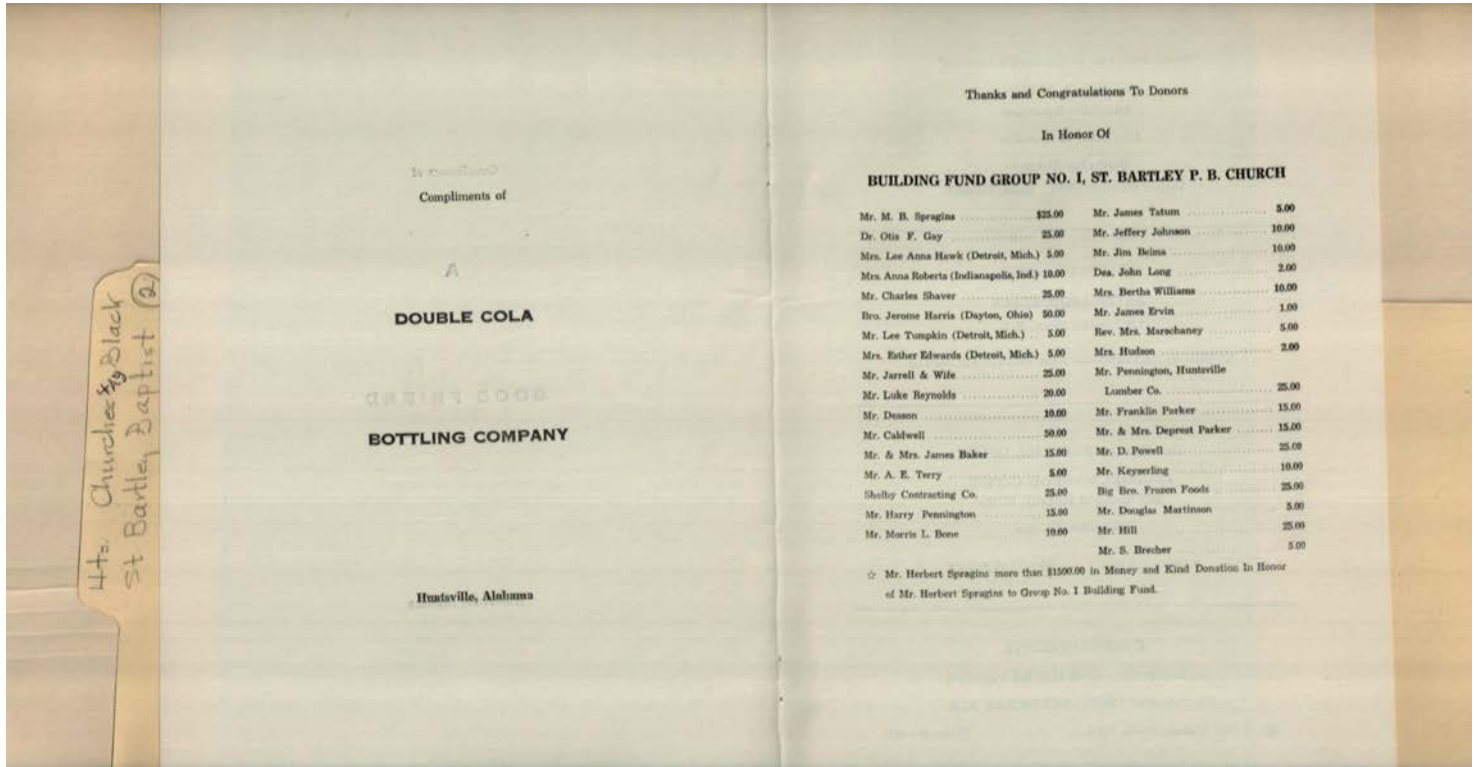 4to. Churches Black
St Bartley Baptist (2)
Compliments of
DOUBLE COLA
BOTTLING COMPANY
Huntsville, Alabama
Thanks and Congratulations To Donors
In Honor Of
BUILDING FUND GROUP NO. I, ST. BARTLEY P. B. CHURCH
Mr. M. B. Spragins $25.00
Dr. Otis F. Gay 25.00
Mrs. Lee Anna Hawk (Detroit, Mich.) 5.00
Mrs. Anna Roberts (Indianapolis, Ind.) 10.00
Mr. Charles Shaver 25.00
Bro. Jerome Harris (Dayton, Ohio) 50.00
Mr. Lee Tumpkin (Detroit, Mich.) 5.00
Mrs. Esther Edwards (Detroit, Mich.) 5.00
Mr. Jarrell & Wife 25.00
Mr. Luke Reynolds 20.00
Mr. Deason 10.00
Mr. Caldwell 50.00
Mr. & Mrs. James Baker 15.00
Mr. A. E. Terry 5.00
Shelby Contracting Co. 25.00
Mr. Harry Pennington 15.00
Mr. Morris L. Bone 10.00
Mr. James Tatum 5.00
Mr. Jeffery Johnson 10.00
Mr. Jim Beims 10.00
Dea. John Long 2.00
Mrs. Bertha Williams 10.00
Mr. James Ervin 1.00
Rev. Mrs. Marschaney 5.00
Mrs. Hudson 2.00
Mr. Pennington, Huntsville
Lumber Co. 25.00
Mr. Franklin Parker 15.00
Mr. & Mrs. Deprest Parker 15.00
Mr. D. Powell 25.00
Mr. Keyserling 10.00
Big Bro. Frozen Foods 25.00
Mr. Douglas Martinson 5.00
Mr. Hill 25.00
Mr. S. Brecher 5.00
☆ Mr. Herbert Spragins more than $1500.00 in Money and Kind Donation In Honor
of Mr. Herbert Spragins to Group No. I Building Fund.